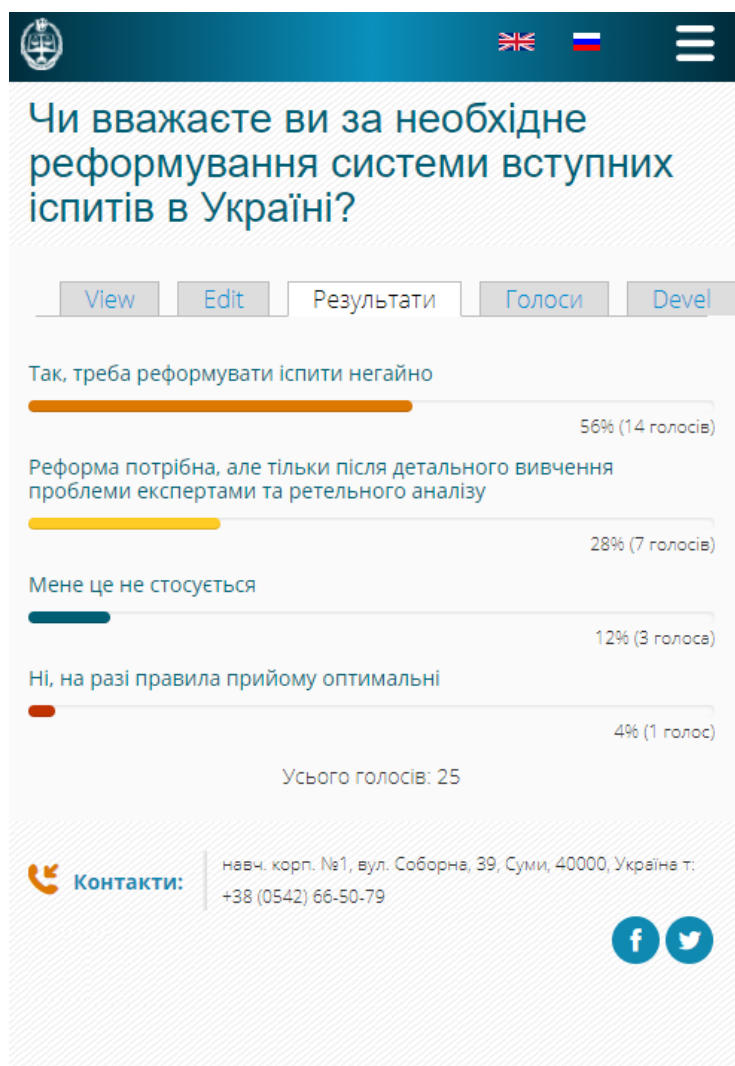 Чи вважаєте ви за необхідне
реформування системи вступних
іспитів в Україні?
View Edit Результати Голоси Devel
Так, треба реформувати іспити негайно
56% (14 голосів)
Реформа потрібна, але тільки після детального вивчення
проблеми експертами та ретельного аналізу
28% (7 голосів)
Мене це не стосується
12% (3 голоса)
Ні, на разі правила прийому оптимальні
4% (1 голос)
Усього голосів: 25
Контакти:
навч. корп. №1, вул. Соборна, 39, Суми, 40000, Україна т:
+38 (0542) 66-50-79